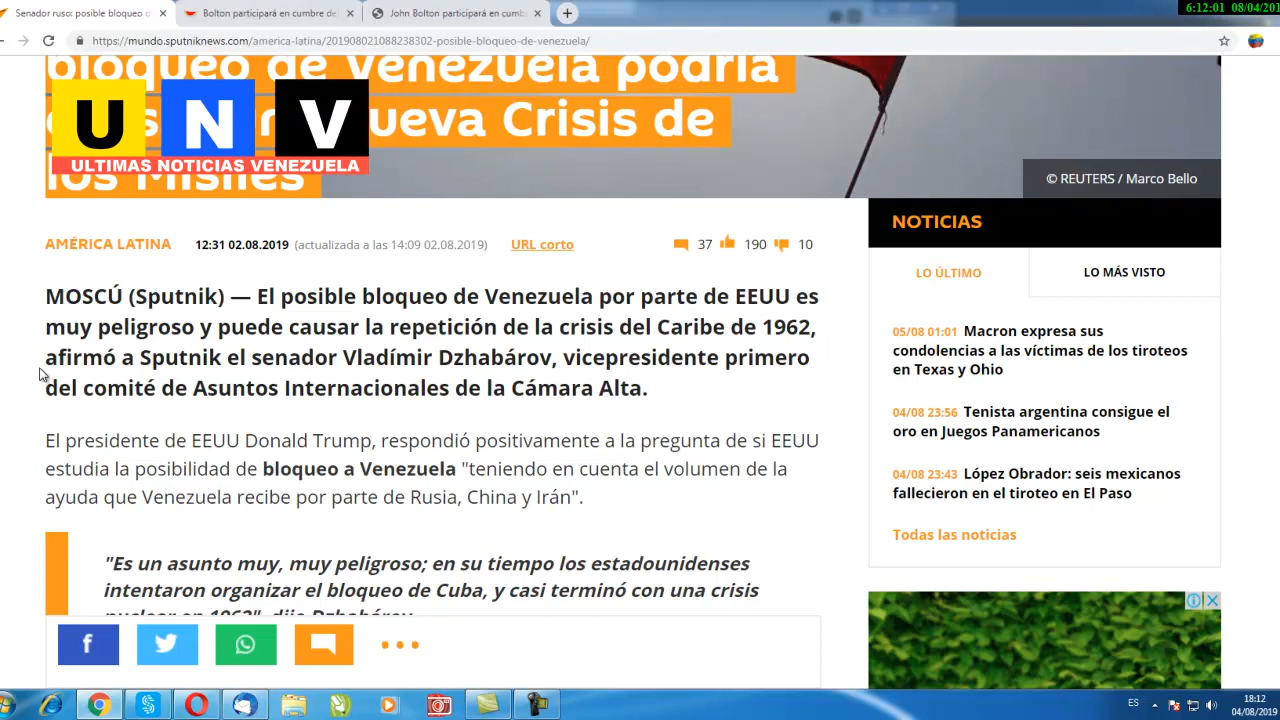 Senador ruso: posible bloqueo d
Bolton participará en cumbre de
John Bolton participará en cumb
6:12:01 08/04/201
https://mundo.sputniknews.com/america-latina/201908021088238302-posible-bloqueo-de-venezuela/
bloqueo de Venezuela podría
ueva Crisis de
los Misiles
U N V
ULTIMAS NOTICIAS VENEZUELA
© REUTERS / Marco Bello
AMÉRICA LATINA 12:31 02.08.2019 (actualizada a las 14:09 02.08.2019) URL corto 37 190 10
MOSCÚ (Sputnik) — El posible bloqueo de Venezuela por parte de EEUU es
muy peligroso y puede causar la repetición de la crisis del Caribe de 1962,
afirmó a Sputnik el senador Vladímir Dzhabárov, vicepresidente primero
del comité de Asuntos Internacionales de la Cámara Alta.
El presidente de EEUU Donald Trump, respondió positivamente a la pregunta de si EEUU
estudia la posibilidad de bloqueo a Venezuela "teniendo en cuenta el volumen de la
ayuda que Venezuela recibe por parte de Rusia, China y Irán".
"Es un asunto muy, muy peligroso; en su tiempo los estadounidenses
intentaron organizar el bloqueo de Cuba, y casi terminó con una crisis
nuclear en 1962", dijo Dzhabárov.
NOTICIAS
LO ÚLTIMO LO MÁS VISTO
05/08 01:01 Macron expresa sus
condolencias a las víctimas de los tiroteos
en Texas y Ohio
04/08 23:56 Tenista argentina consigue el
oro en Juegos Panamericanos
04/08 23:43 López Obrador: seis mexicanos
fallecieron en el tiroteo en El Paso
Todas las noticias
ES
18:12
04/08/2019